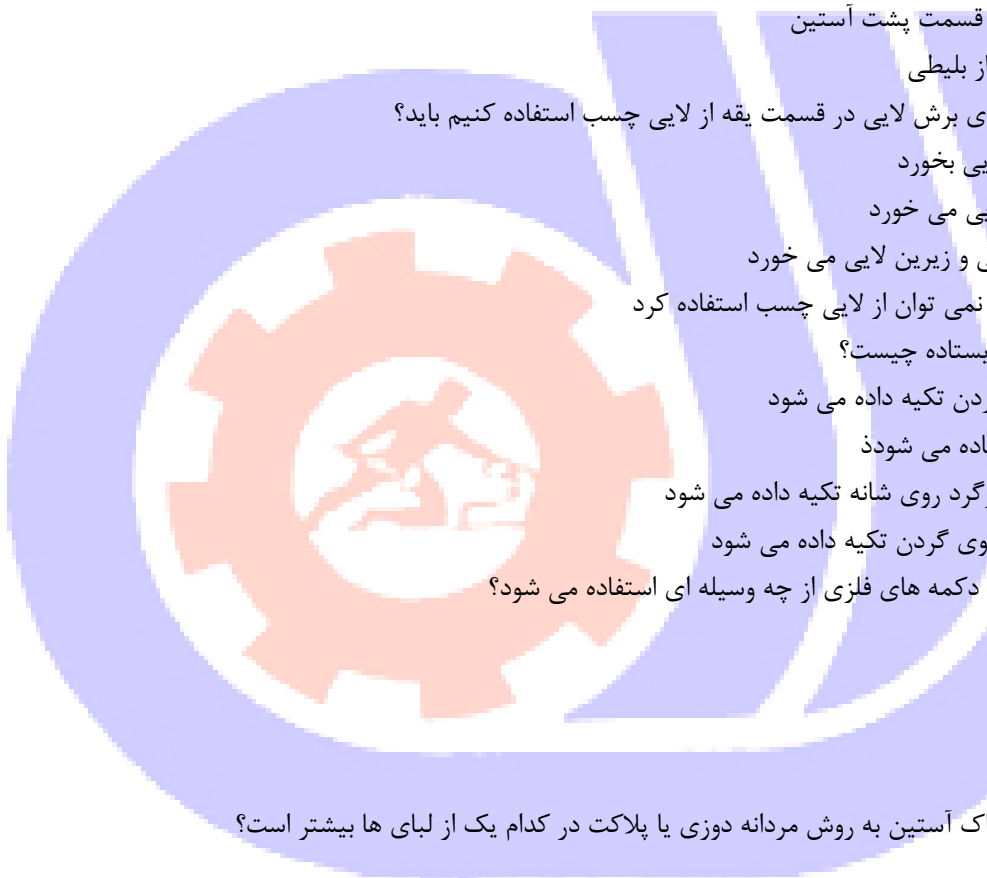 قسمت پشت آستین
از بلیطی
ی برش لایی در قسمت یقه از لایی چسب استفاده کنیم باید؟
یی بخورد
یی می خورد
ی و زیرین لایی می خورد
نمی توان از لایی چسب استفاده کرد
یستاده چیست؟
ردن تکیه داده می شود
اده می شودذ
رگرد روی شانه تکیه داده می شود
وی گردن تکیه داده می شود
دکمه های فلزی از چه وسیله ای استفاده می شود؟
اک آستین به روش مردانه دوزی یا پلاکت در کدام یک از لبای ها بیشتر است؟